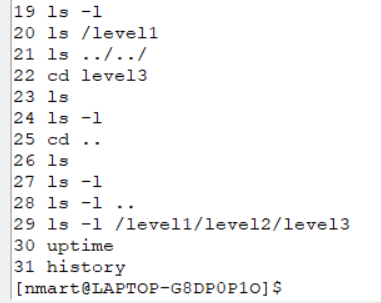 19 ls -l
20 ls /level1
21 ls ../../
22 cd level3
23 ls
24 ls -l
25 cd ..
26 ls
27 ls -l
28 ls -l ..
29 ls -l /level1/level2/level3
30 uptime
31 history
[nmart@LAPTOP-G8DP0P1O]$